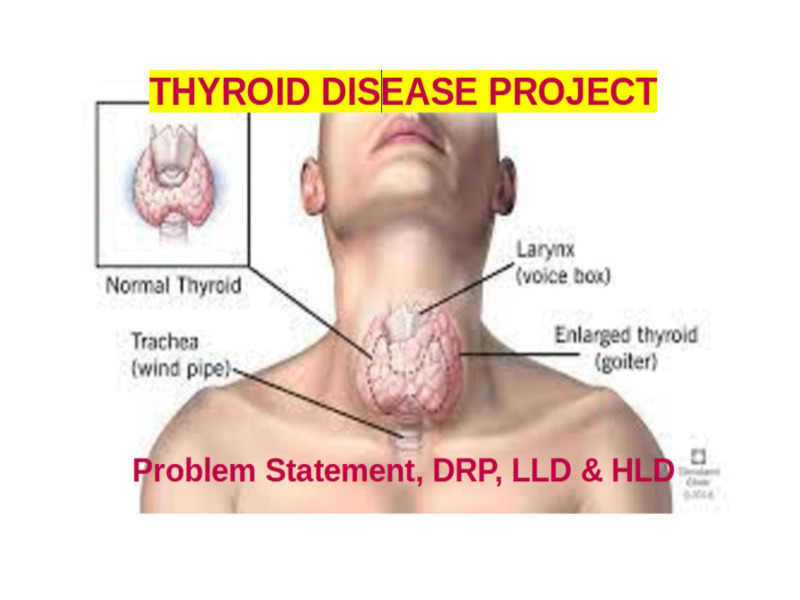 THYROID DISEASE PROJECT
Larynx
(voice box)
Normal Thyroid
Enlarged thyroid
(goiter)
Trachea
(wind pipe)
Problem Statement, DRP, LLD & HLD
Clinic